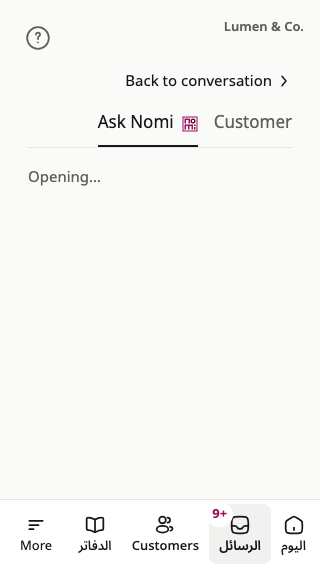 Lumen & Co.
Back to conversation
Customer
Ask Nomi
Opening...
اليوم
الرسائل
9+
Customers
الدفاتر
More